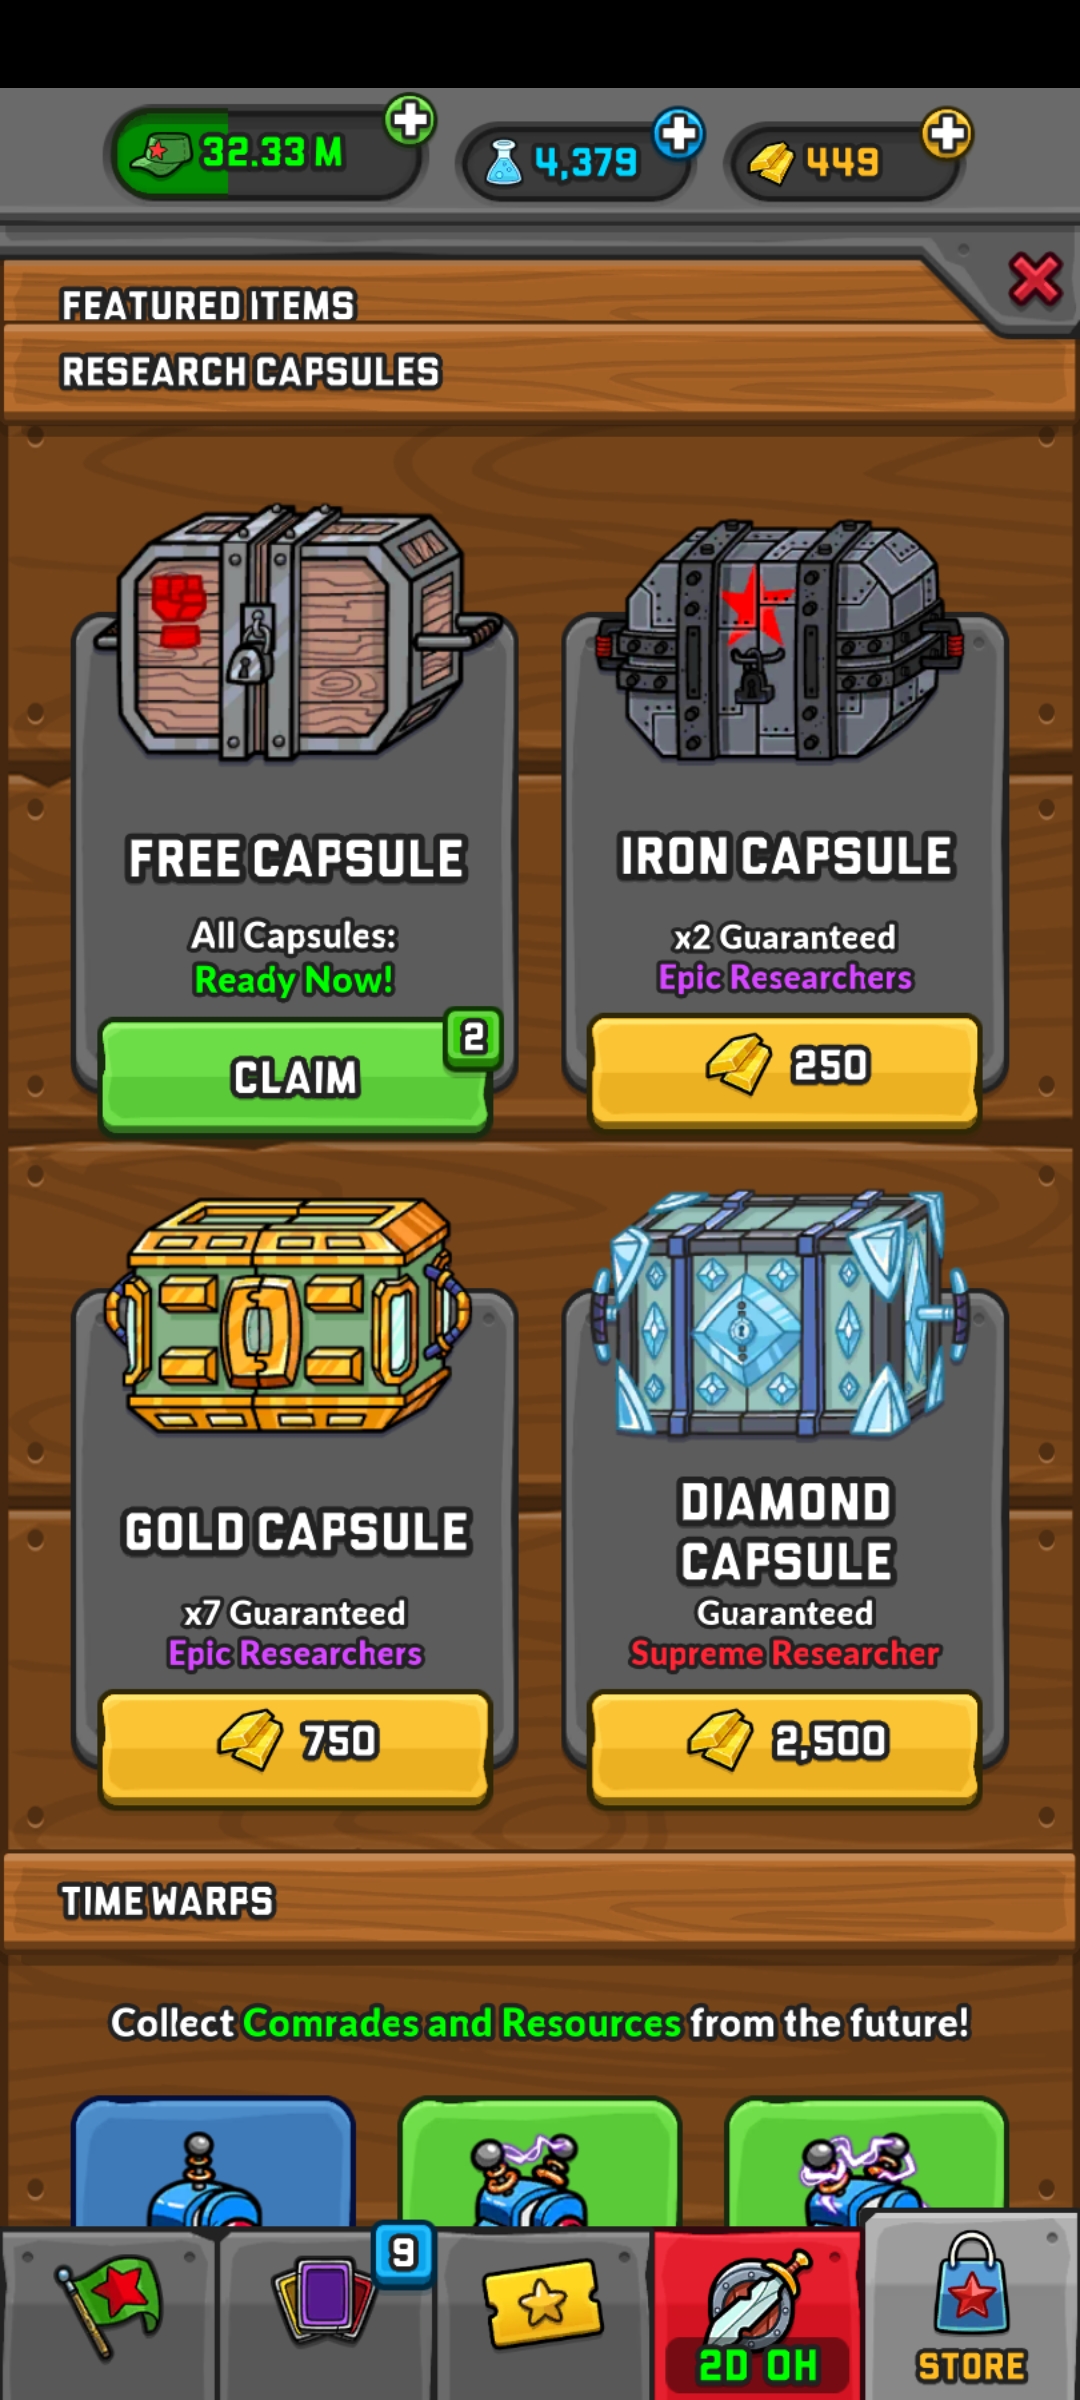 32.33 M
4,379
449
FEATURED ITEMS
RESEARCH CAPSULES
FREE CAPSULE
All Capsules:
Ready Now!
2
CLAIM
IRON CAPSULE
x2 Guaranteed
Epic Researchers
250
GOLD CAPSULE
x7 Guaranteed
Epic Researchers
750
DIAMOND
CAPSULE
Guaranteed
Supreme Researcher
2,500
TIME WARPS
Collect Comrades and Resources from the future!
9
2D 0H
STORE